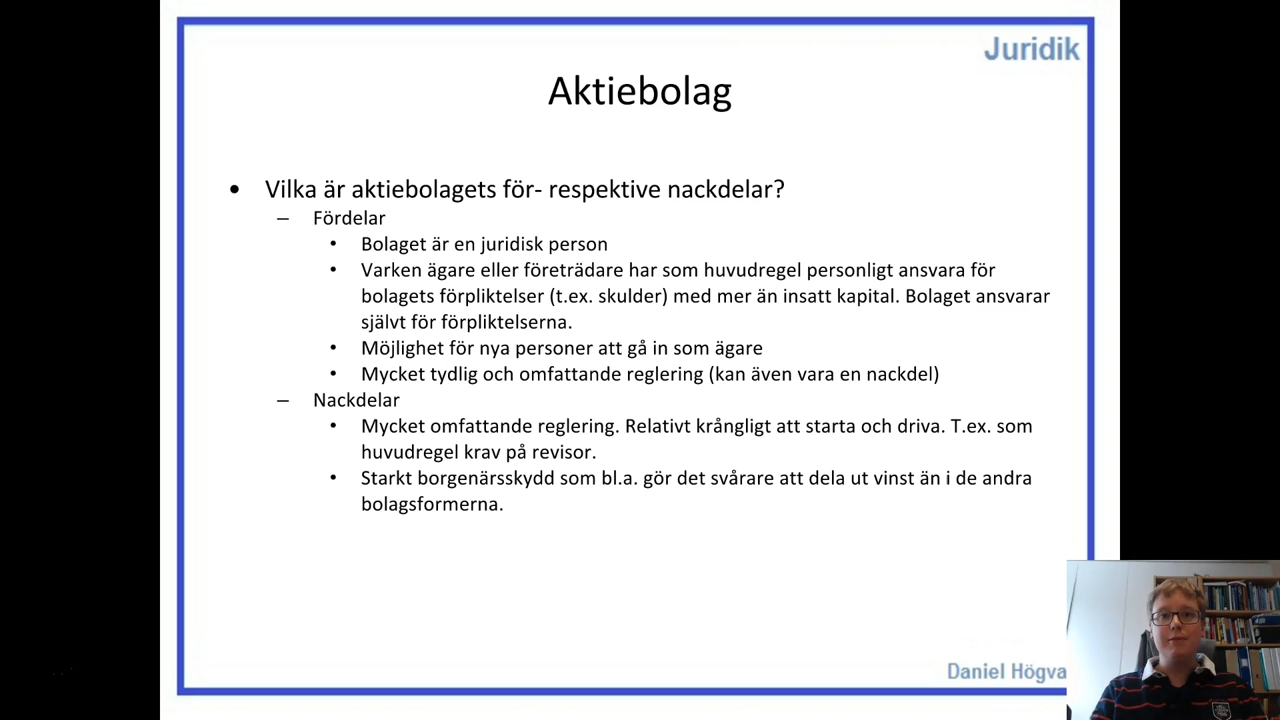 Juridik
Aktiebolag
• Vilka är aktiebolagets för- respektive nackdelar?
– Fördelar
• Bolaget är en juridisk person
• Varken ägare eller företrädare har som huvudregel personligt ansvara för
bolagets förpliktelser (t.ex. skulder) med mer än insatt kapital. Bolaget ansvarar
självt för förpliktelserna.
• Möjlighet för nya personer att gå in som ägare
• Mycket tydlig och omfattande reglering (kan även vara en nackdel)
– Nackdelar
• Mycket omfattande reglering. Relativt krångligt att starta och driva. T.ex. som
huvudregel krav på revisor.
• Starkt borgenärsskydd som bl.a. gör det svårare att dela ut vinst än i de andra
bolagsformerna.
Daniel Högva